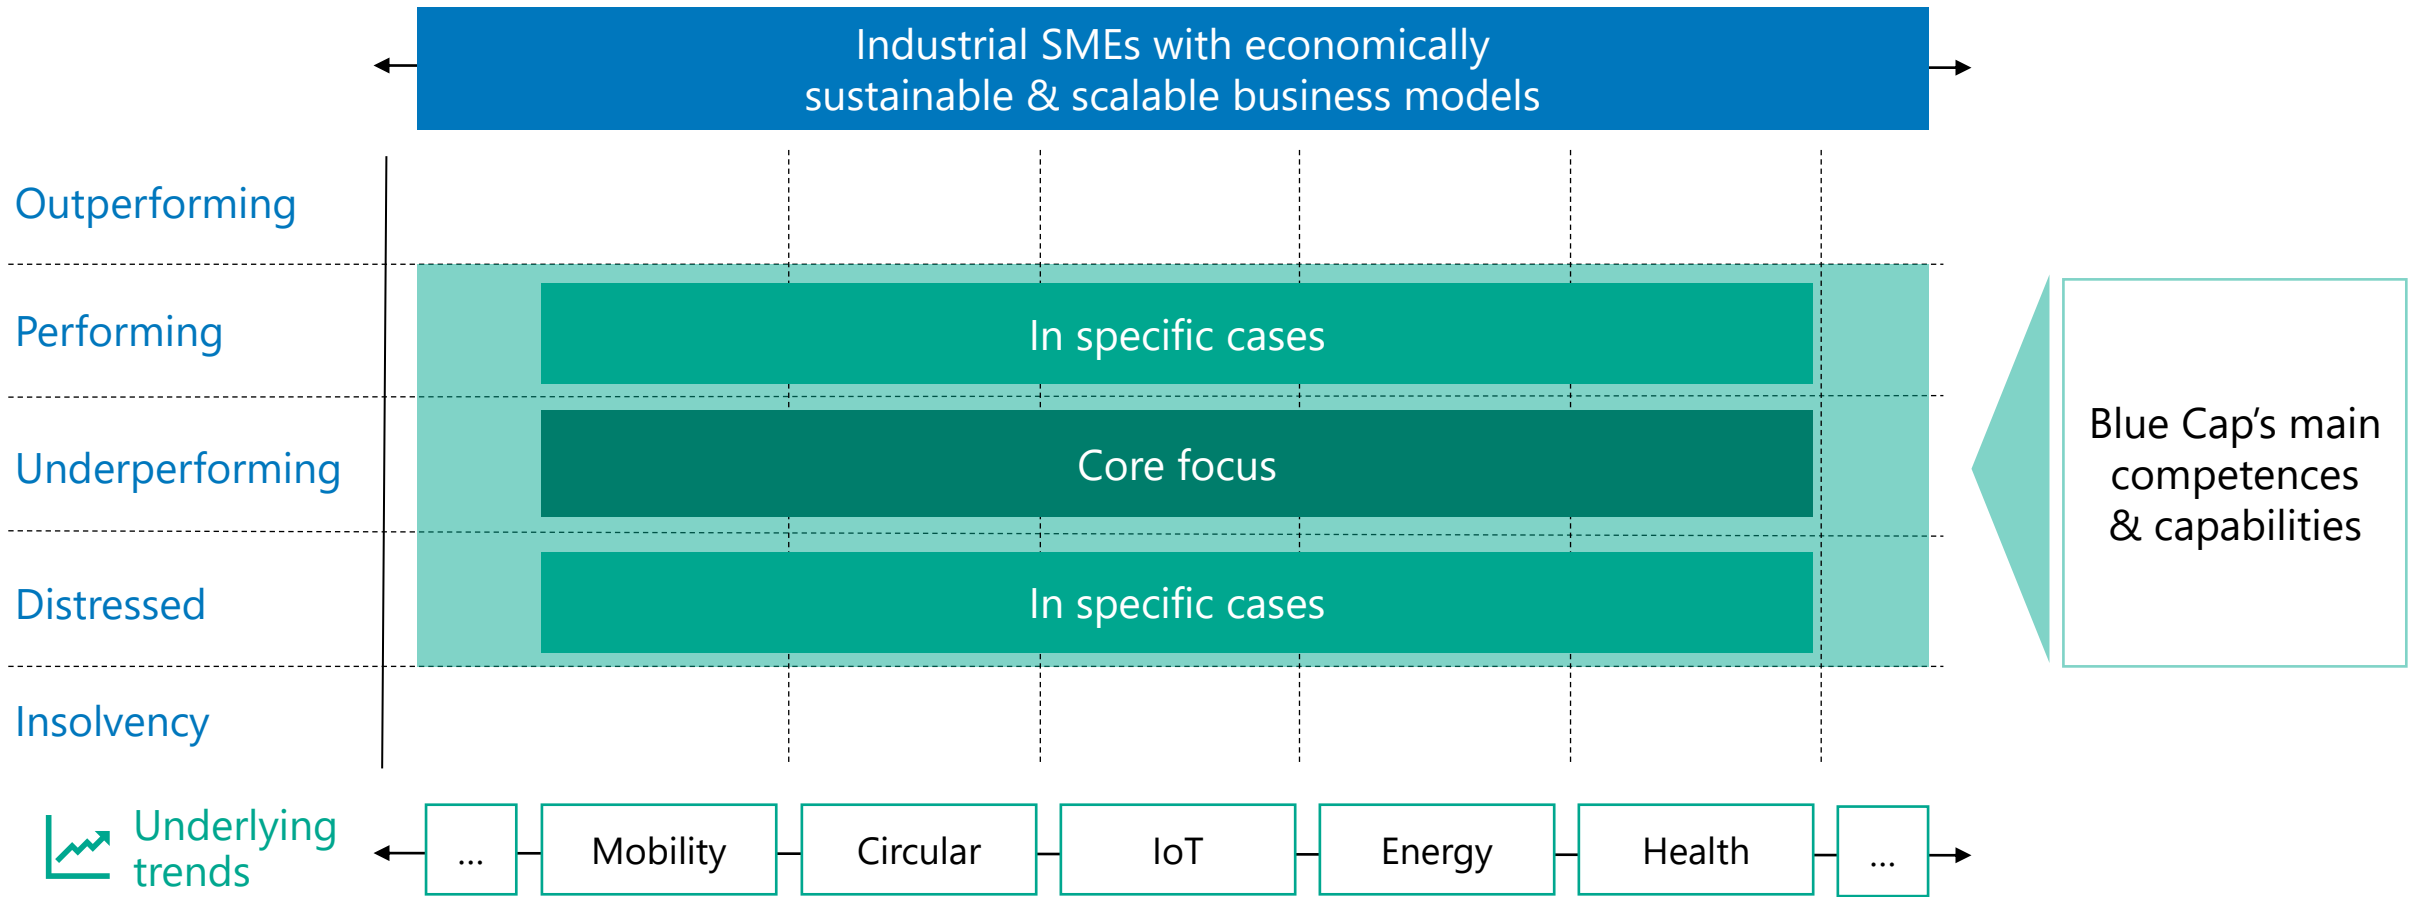 Industrial SMEs with economically
sustainable & scalable business models
Outperforming
Performing
In specific cases
Underperforming
Core focus
Distressed
In specific cases
Insolvency
Blue Cap’s main
competences
& capabilities
Underlying
trends
...
Mobility
Circular
IoT
Energy
Health
...